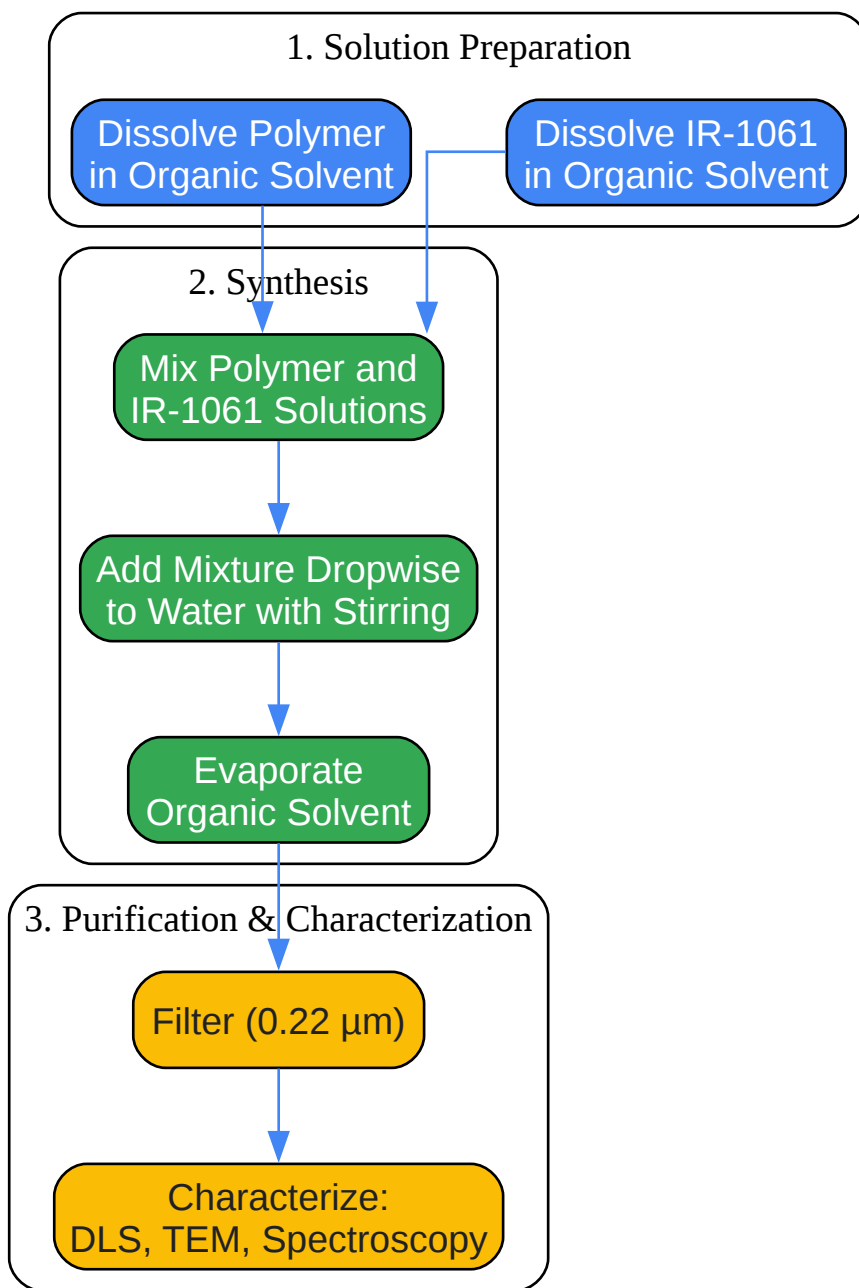 1. Solution Preparation
Dissolve Polymer
in Organic Solvent
Dissolve IR-1061
in Organic Solvent
2. Synthesis
Mix Polymer and
IR-1061 Solutions
Add Mixture Dropwise
to Water with Stirring
Evaporate
Organic Solvent
3. Purification & Characterization
Filter (0.22 µm)
Characterize:
DLS, TEM, Spectroscopy